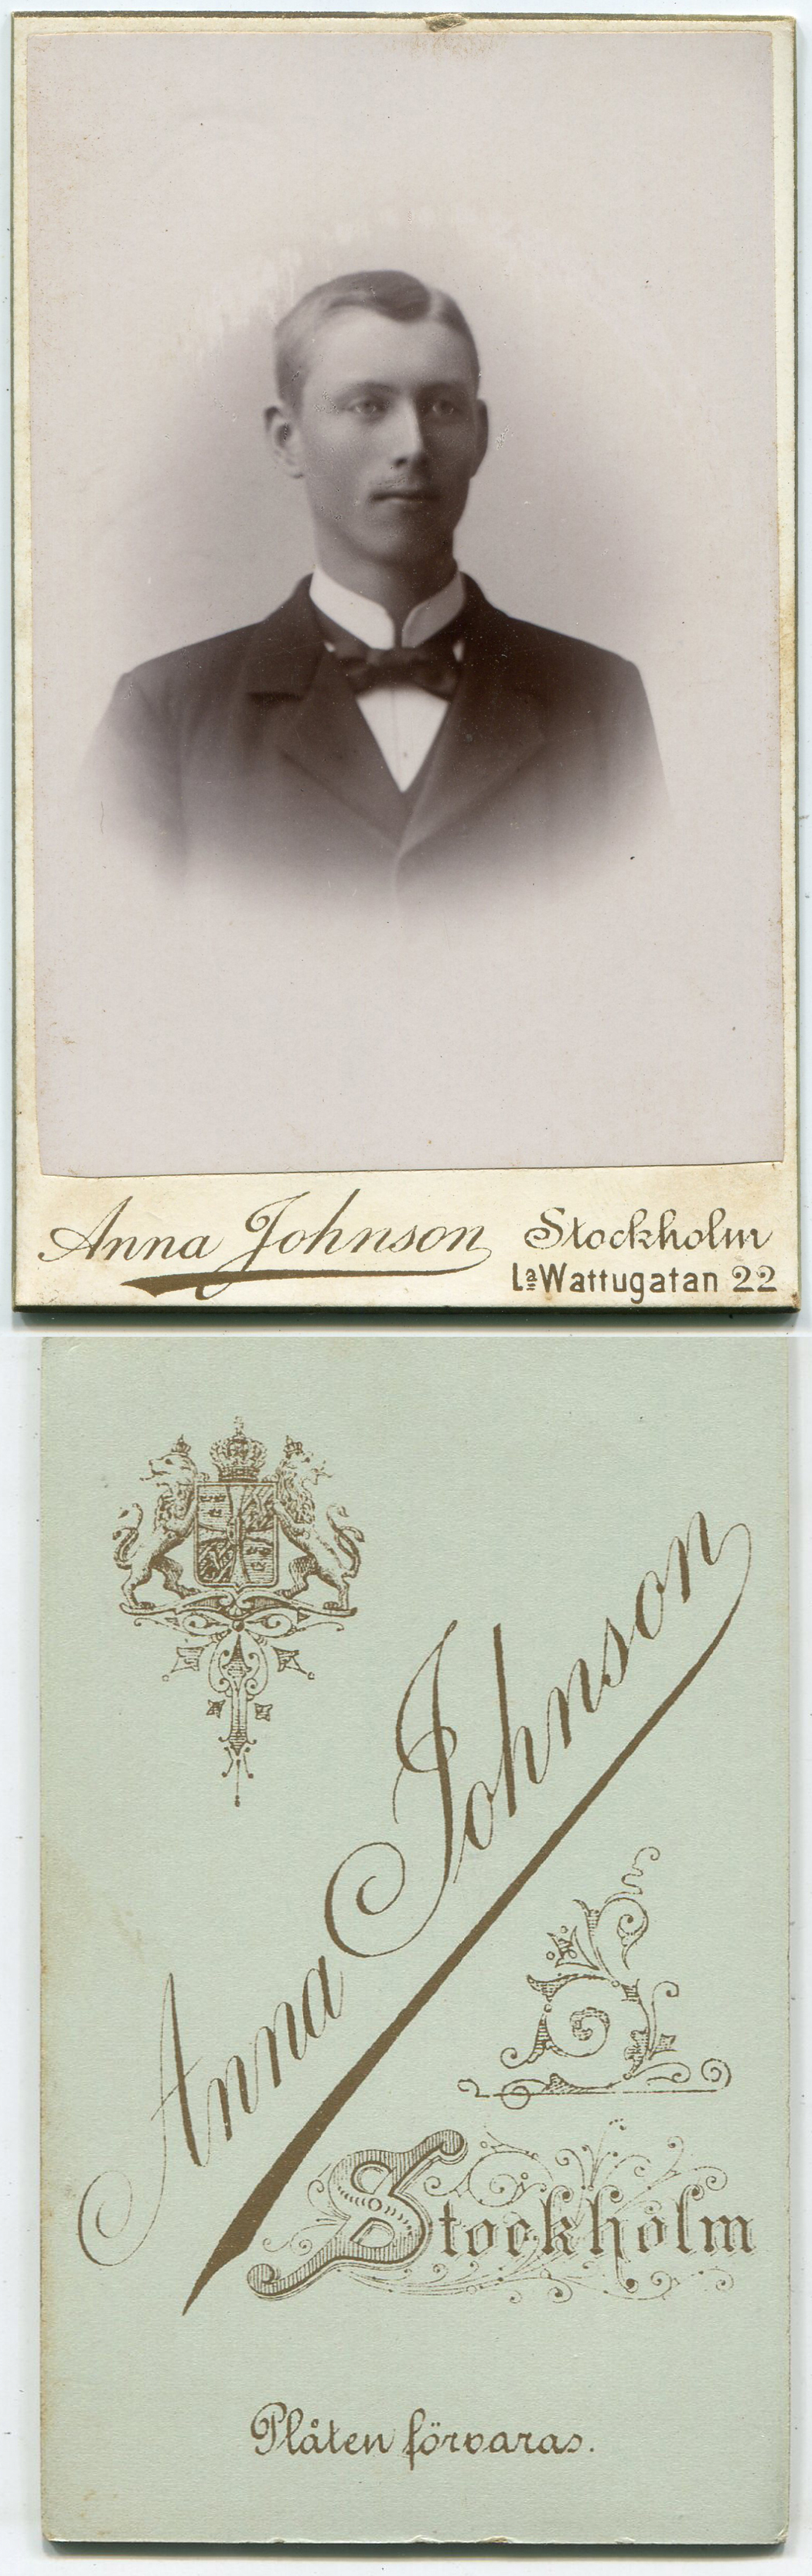 Anna Johnson Stockholm
La Wattugatan 22
Anna Johnson
Stockholm
Plåten förvaras.